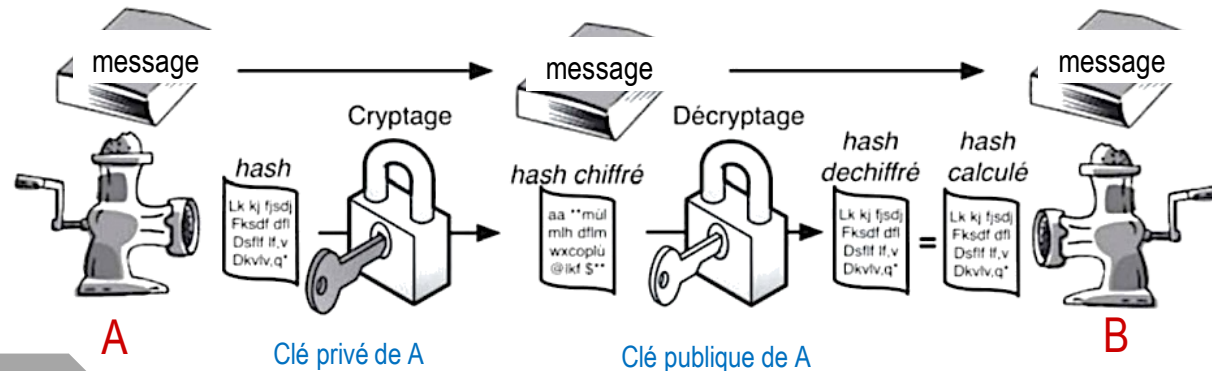 message
message
message
Cryptage
Décryptage
hash
hash chiffré
hash
dechiffré
hash
calculé
Lk kj fjsdj
Fksdf dfl
Dsflf lf,v
Dkvlv,q*
aa **mùl
mlh dflm
wxcoplù
@lkf $**
Lk kj fjsdj
Fksdf dfl
Dsflf lf,v
Dkvlv,q*
=
Lk kj fjsdj
Fksdf dfl
Dsflf lf,v
Dkvlv,q*
A
Clé privé de A
Clé publique de A
B